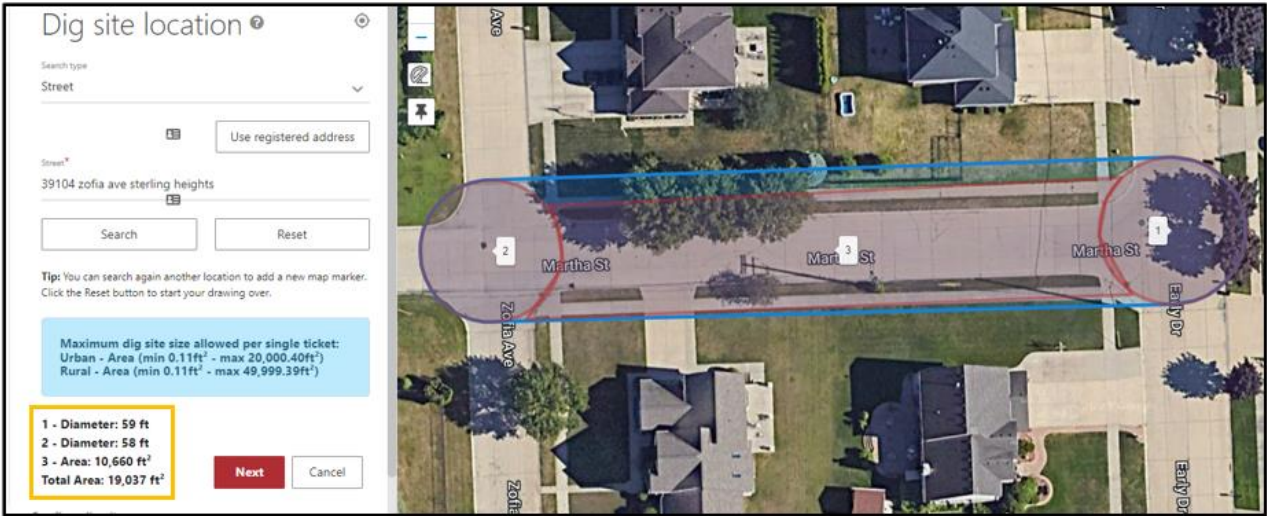 Dig site location
Search type
Street
Use registered address
Street*
39104 zofia ave sterling heights
Search
Reset
Tip: You can search again another location to add a new map marker.
Click the Reset button to start your drawing over.
Maximum dig site size allowed per single ticket:
Urban - Area (min 0.11ft² - max 20,000.40ft²)
Rural - Area (min 0.11ft² - max 49,999.39ft²)
1 - Diameter: 59 ft
2 - Diameter: 58 ft
3 - Area: 10,660 ft²
Total Area: 19,037 ft²
Next
Cancel
Ave
2
Martha St
Martha St
3
Martha St
1
Zofia Ave
Early Dr
Early Dr